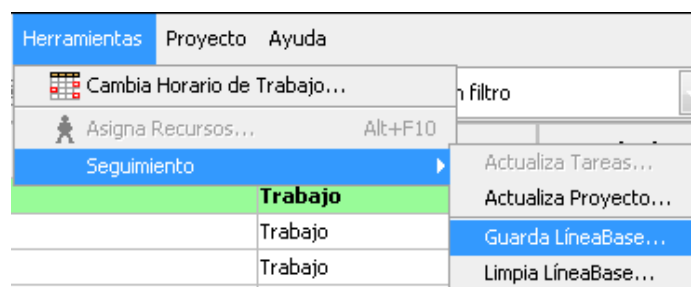 Herramientas Proyecto Ayuda
Cambia Horario de Trabajo...
n filtro
Asigna Recursos... Alt+F10
Seguimiento
Actualiza Tareas...
Trabajo
Actualiza Proyecto...
Trabajo
Guarda LíneaBase...
Trabajo
Limpia LíneaBase...